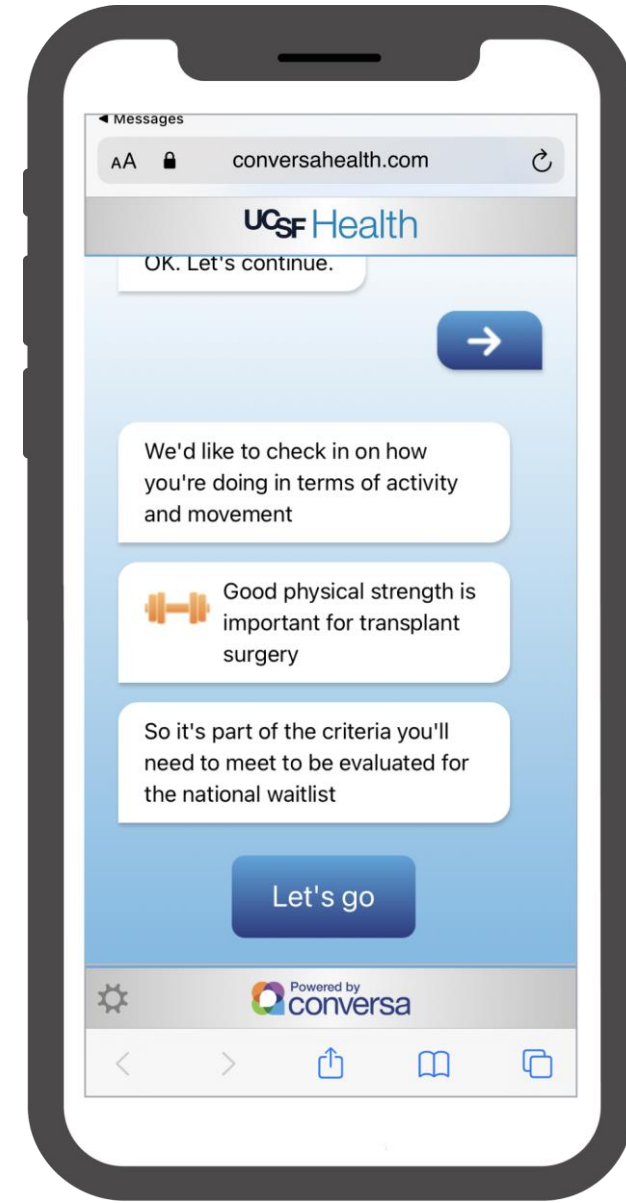 Messages
AA conversahealth.com
UCSF Health
OK. Let's continue.
We'd like to check in on how
you're doing in terms of activity
and movement
Good physical strength is
important for transplant
surgery
So it's part of the criteria you'll
need to meet to be evaluated for
the national waitlist
Let's go
Powered by
conversa